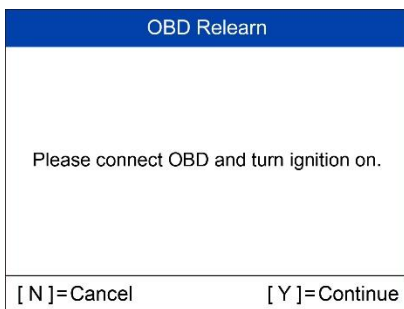 OBD Relearn
Please connect OBD and turn ignition on.
[ N ]=Cancel
[ Y ]=Continue